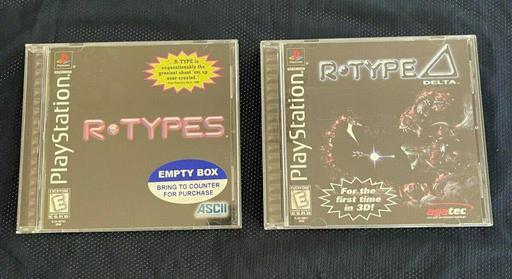 PlayStation
"...R-TYPE is
unquestionably the
greatest shoot 'em up
ever created."
R•TYPES
EMPTY BOX
BRING TO COUNTER
FOR PURCHASE
EVERYONE
E
ESRB
ASCII
PlayStation
R•TYPE Δ
DELTA
For the
first time
in 3D!
EVERYONE
E
ESRB
agetec